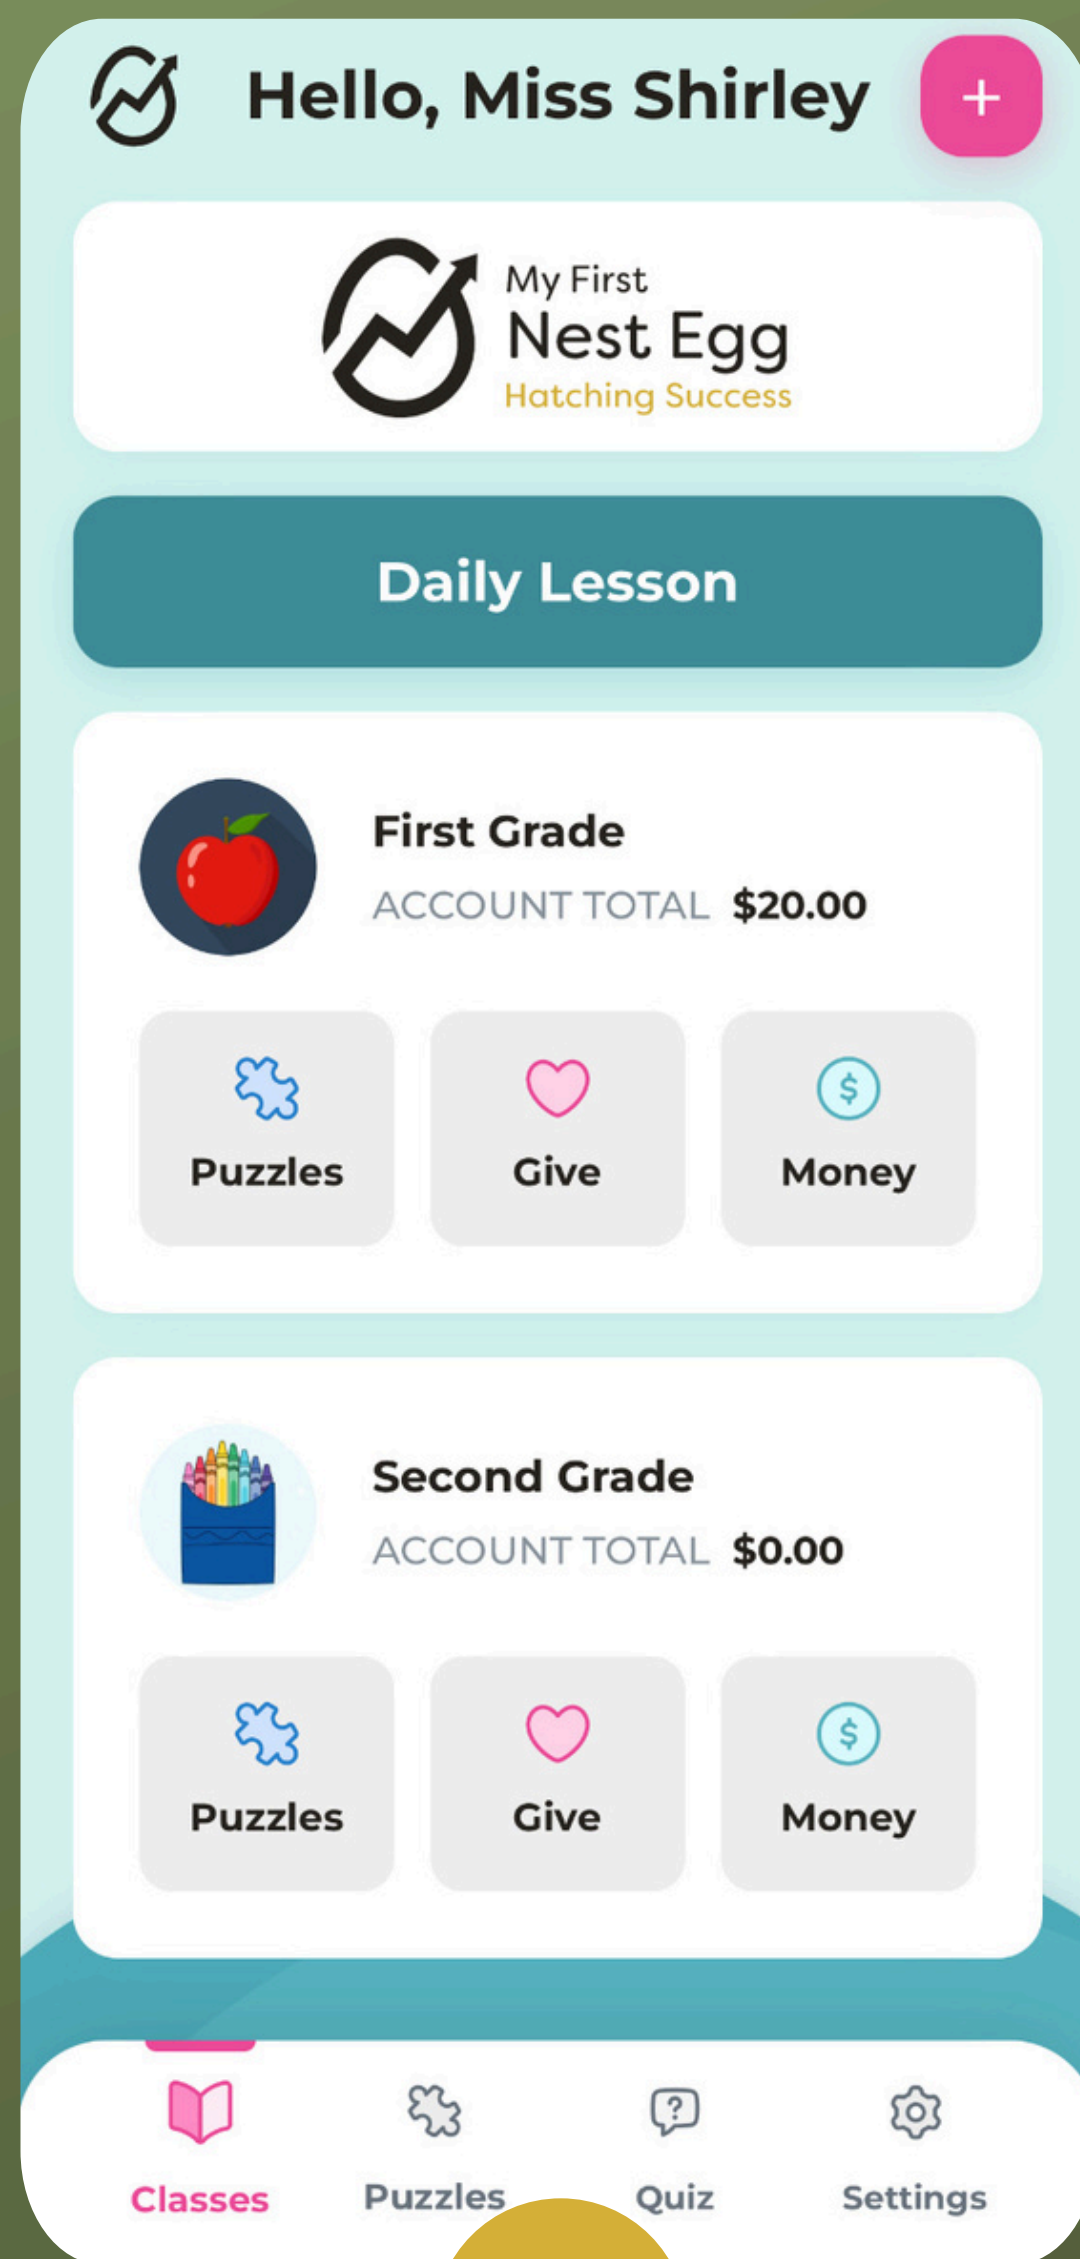 Hello, Miss Shirley
+
My First
Nest Egg
Hatching Success
Daily Lesson
First Grade
ACCOUNT TOTAL $20.00
$
Puzzles Give Money
Second Grade
ACCOUNT TOTAL $0.00
$
Puzzles Give Money
?
Classes Puzzles Quiz Settings